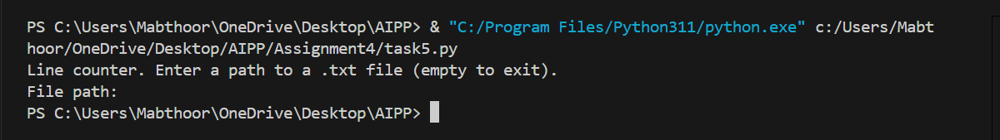 PS C:\Users\Mabthoor\OneDrive\Desktop\AIPP> & "C:/Program Files/Python311/python.exe" c:/Users/Mabt
hoor/OneDrive/Desktop/AIPP/Assignment4/task5.py
Line counter. Enter a path to a .txt file (empty to exit).
File path:
PS C:\Users\Mabthoor\OneDrive\Desktop\AIPP>